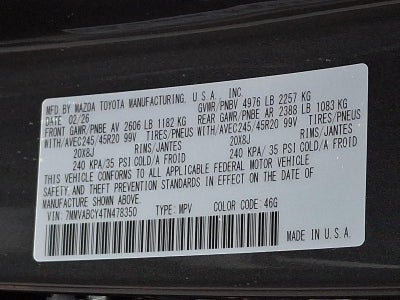 MFD BY MAZDA TOYOTA MANUFACTURING, U.S.A., INC.
02/26 GVWR/PNBV 4976 LB 2257 KG
FRONT GAWR/PNBE AV 2606 LB 1182 KG REAR GAWR/PNBE AR 2388 LB 1083 KG
WITH/AVEC245/45R20 99V TIRES/PNEUS WITH/AVEC245/45R20 99V TIRES/PNEUS
20X8J RIMS/JANTES, 20X8J RIMS/JANTES,
240 KPA/ 35 PSI COLD/A FROID 240 KPA/ 35 PSI COLD/A FROID
THIS VEHICLE CONFORMS TO ALL APPLICABLE FEDERAL MOTOR VEHICLE
SAFETY, AND THEFT PREVENTION STANDARDS IN EFFECT ON THE DATE OF
MANUFACTURE SHOWN ABOVE.
VIN: 7MMVABCY4TN478350 TYPE: MPV COLOR CODE: 46G
MADE IN U.S.A.